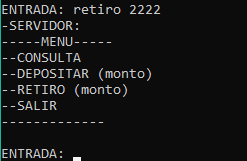 ENTRADA: retiro 2222
-SERVIDOR:
-----MENU-----
--CONSULTA
--DEPOSITAR (monto)
--RETIRO (monto)
--SALIR
-------------
ENTRADA: